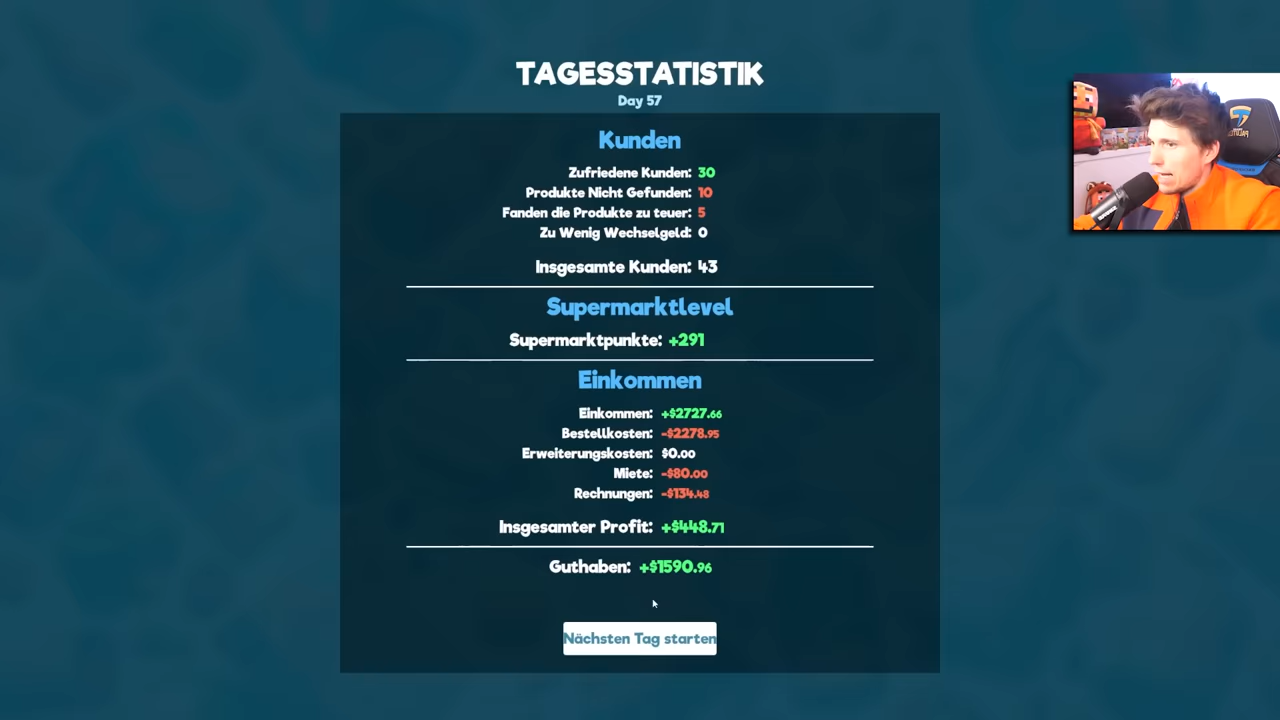 TAGESSTATISTIK
Day 57
Kunden
Zufriedene Kunden: 30
Produkte Nicht Gefunden: 10
Fanden die Produkte zu teuer: 5
Zu Wenig Wechselgeld: 0
Insgesamte Kunden: 43
Supermarktlevel
Supermarktpunkte: +291
Einkommen
Einkommen: +$2727.66
Bestellkosten: -$2278.95
Erweiterungskosten: $0.00
Miete: -$80.00
Rechnungen: -$134.48
Insgesamter Profit: +$448.71
Guthaben: +$1590.96
Nächsten Tag starten